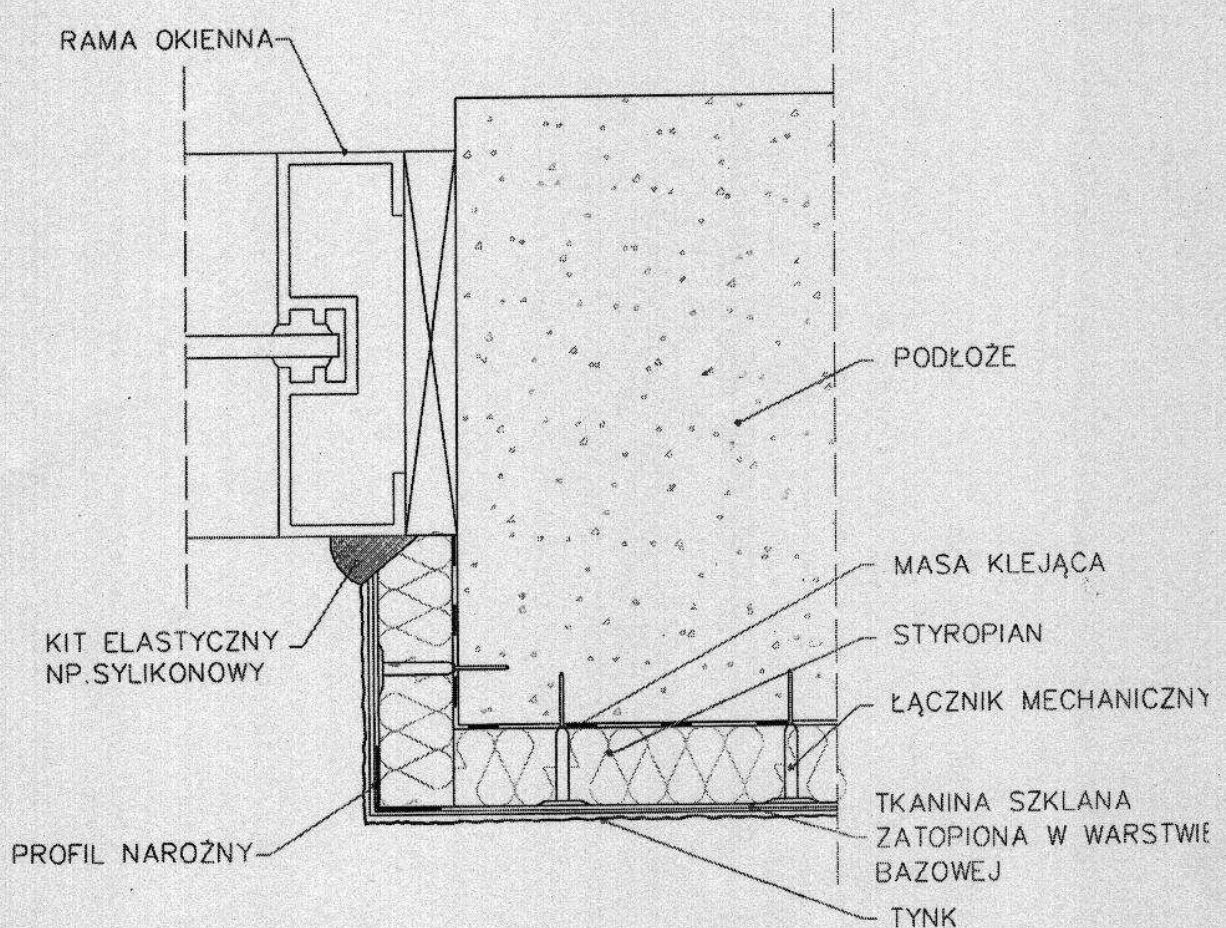 RAMA OKIENNA
PODŁOŻE
MASA KLEJĄCA
STYROPIAN
ŁĄCZNIK MECHANICZNY
KIT ELASTYCZNY
NP.SYLIKONOWY
TKANINA SZKLANA
ZATOPIONA W WARSTWIE
BAZOWEJ
PROFIL NAROŻNY
TYNK